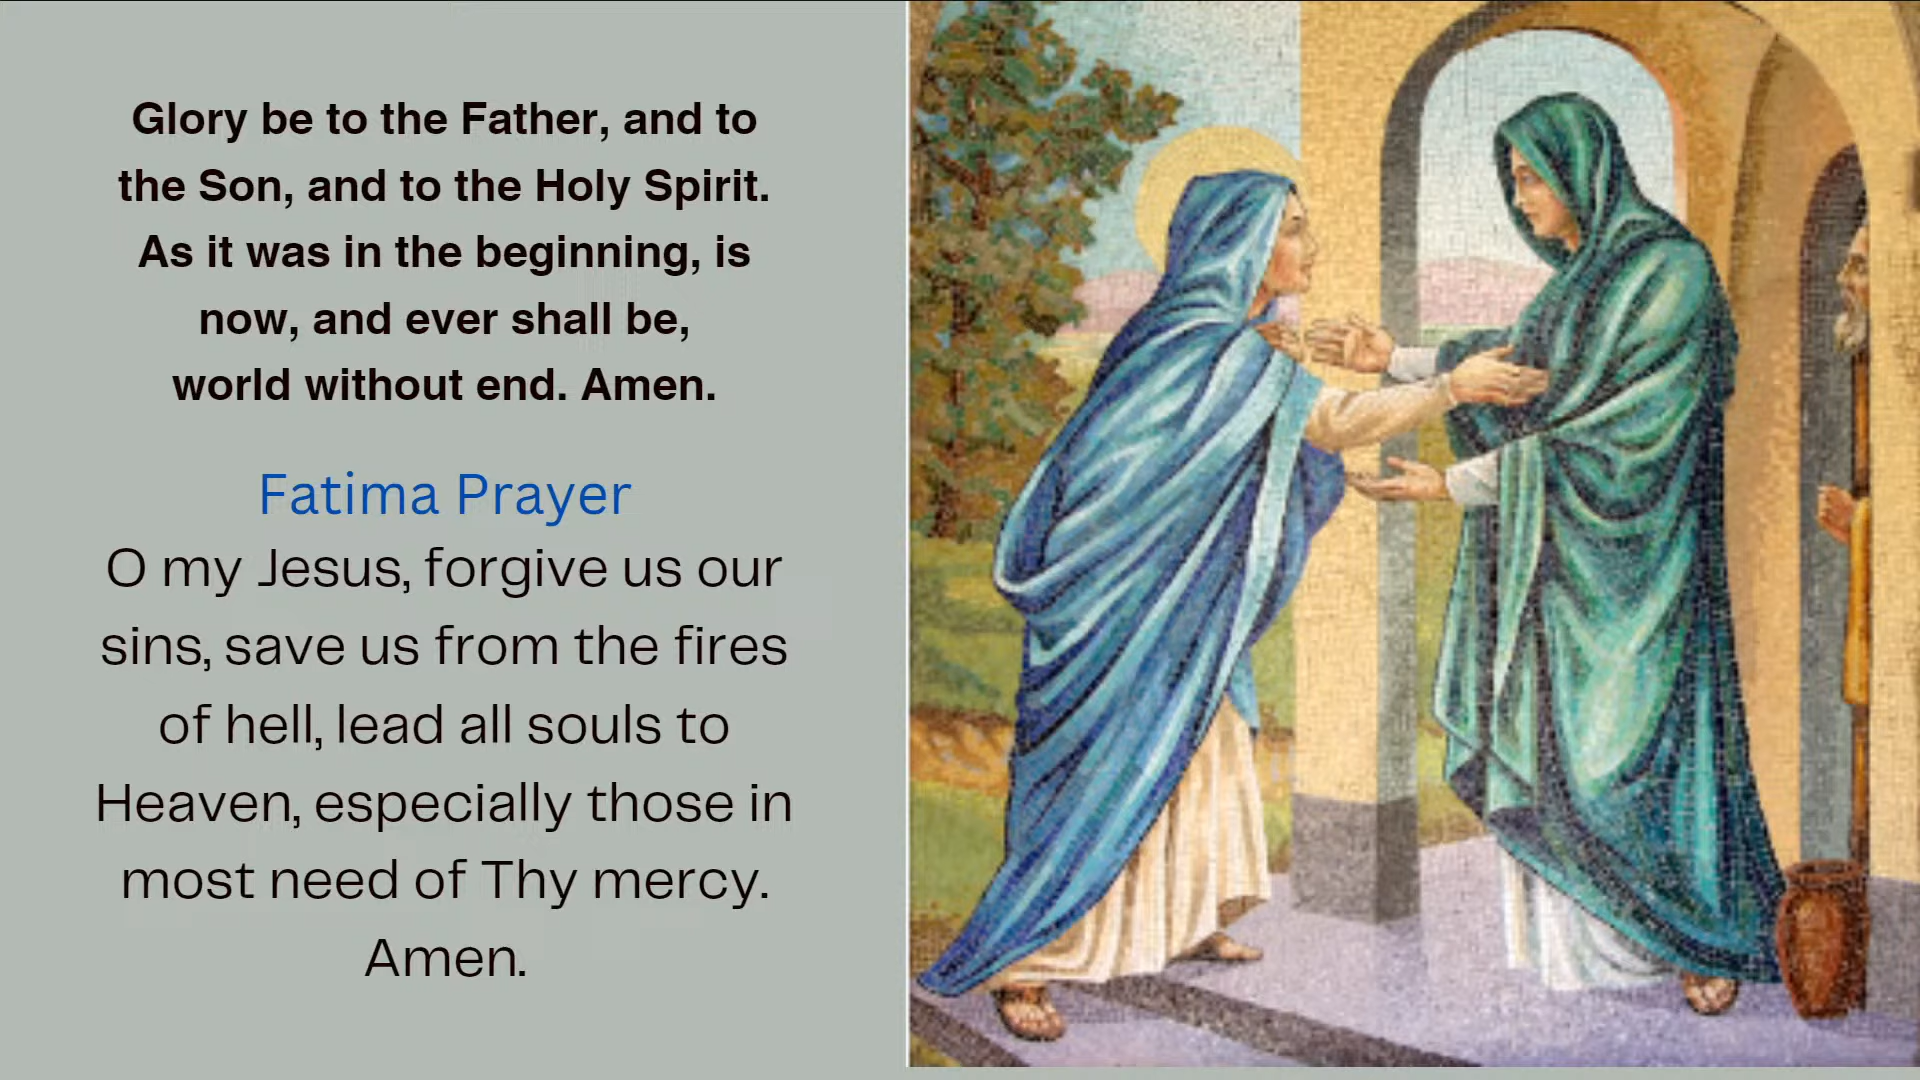 Glory be to the Father, and to
the Son, and to the Holy Spirit.
As it was in the beginning, is
now, and ever shall be,
world without end. Amen.
Fatima Prayer
O my Jesus, forgive us our
sins, save us from the fires
of hell, lead all souls to
Heaven, especially those in
most need of Thy mercy.
Amen.